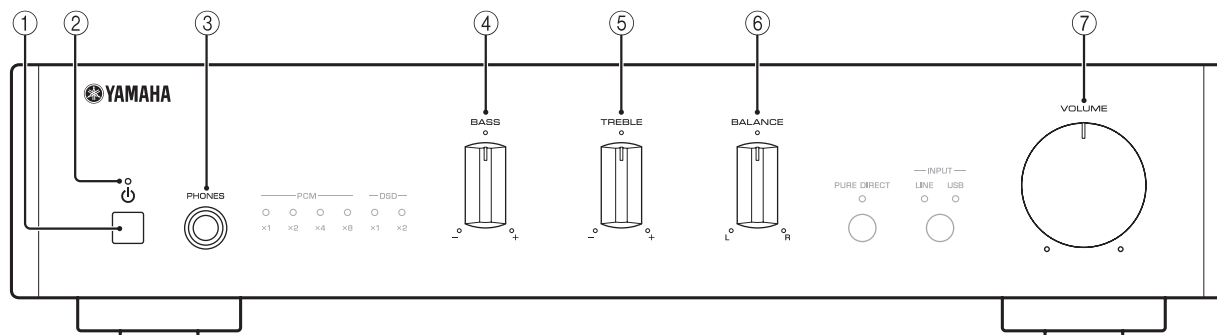 ① ② ③ ④ ⑤ ⑥ ⑦
YAMAHA
VOLUME
BASS TREBLE BALANCE
INPUT
PURE DIRECT LINE USB
PHONES PCM DSD
×1 ×2 ×4 ×8 ×1 ×2
− + − + L R